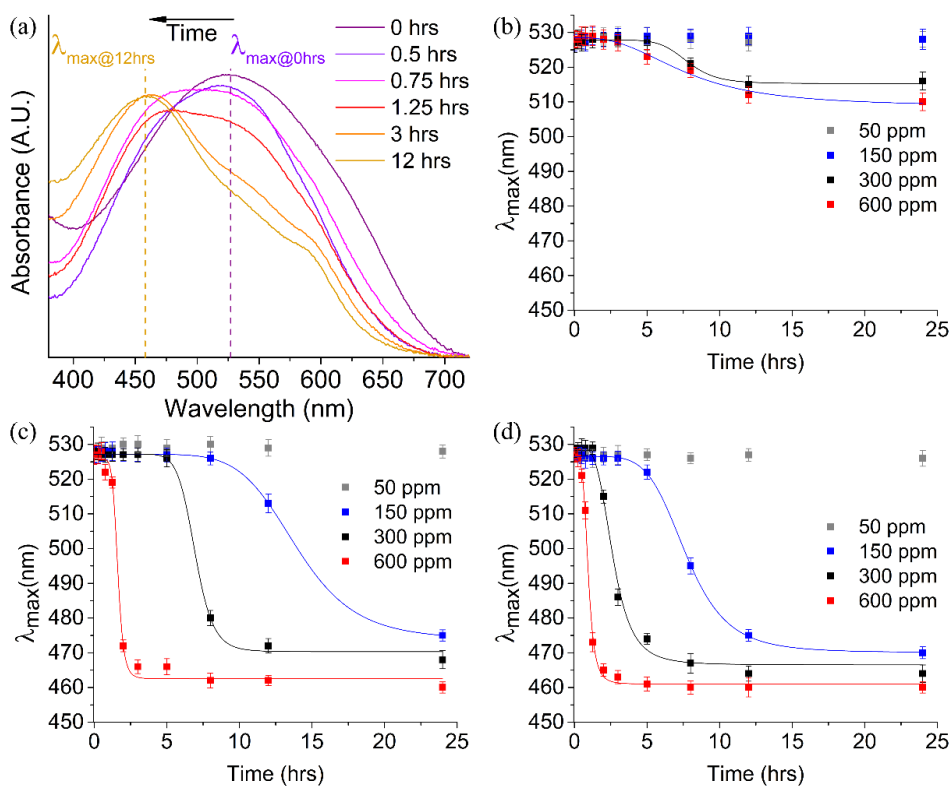 (a)
Time
λmax@12hrs
λmax@0hrs
0 hrs
0.5 hrs
0.75 hrs
1.25 hrs
3 hrs
12 hrs
Absorbance (A.U.)
400 450 500 550 600 650 700
Wavelength (nm)
(b)
530
520
510
500
490
480
470
460
450
λmax(nm)
50 ppm
150 ppm
300 ppm
600 ppm
0 5 10 15 20 25
Time (hrs)
(c)
530
520
510
500
490
480
470
460
450
λmax(nm)
50 ppm
150 ppm
300 ppm
600 ppm
0 5 10 15 20 25
Time (hrs)
(d)
530
520
510
500
490
480
470
460
450
λmax(nm)
50 ppm
150 ppm
300 ppm
600 ppm
0 5 10 15 20 25
Time (hrs)